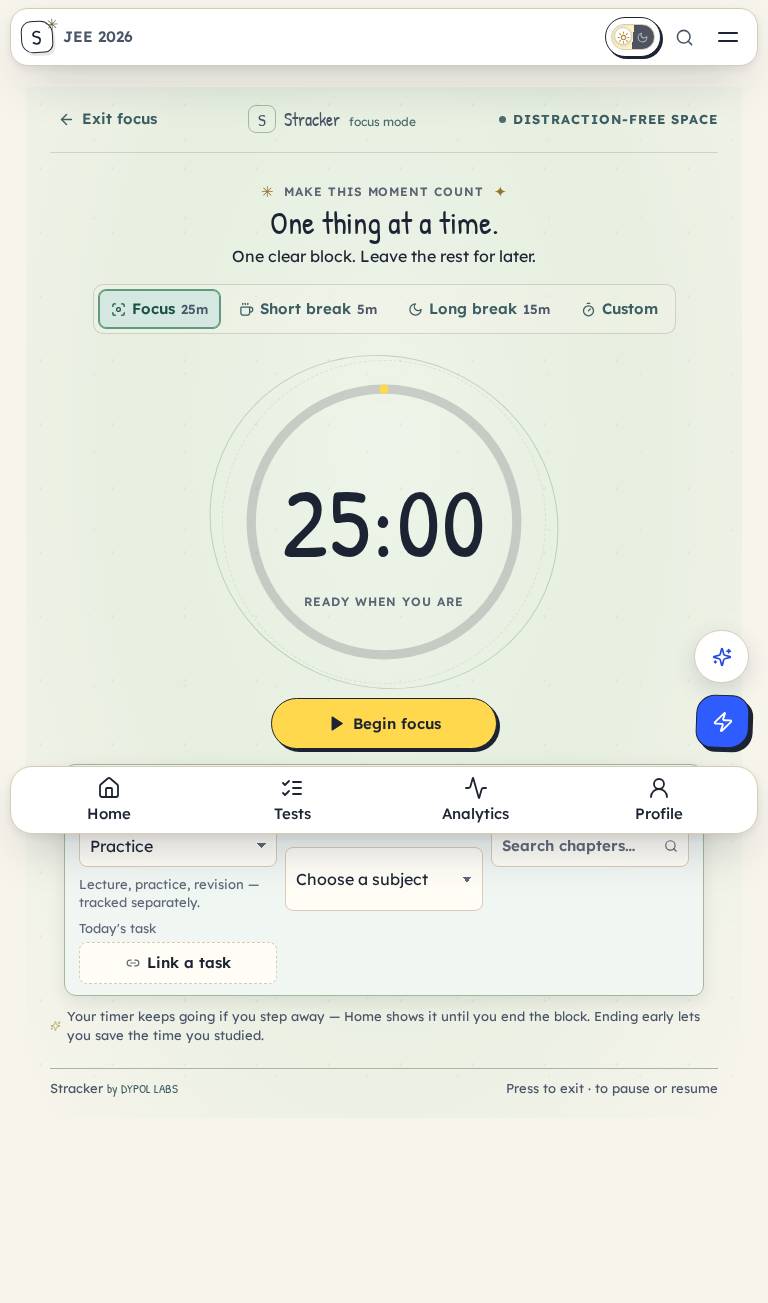 S JEE 2026
Exit focus
S Stracker focus mode
DISTRACTION-FREE SPACE
MAKE THIS MOMENT COUNT
One thing at a time.
One clear block. Leave the rest for later.
Focus 25m
Short break 5m
Long break 15m
Custom
25:00
READY WHEN YOU ARE
Begin focus
Home
Tests
Analytics
Profile
Practice
Choose a subject
Search chapters...
Lecture, practice, revision —
tracked separately.
Today's task
Link a task
Your timer keeps going if you step away — Home shows it until you end the block. Ending early lets
you save the time you studied.
Stracker by DYPOL LABS
Press to exit · to pause or resume